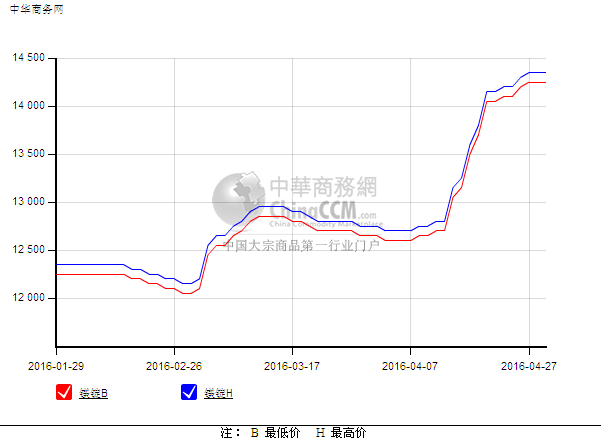 中华商务网
14 500
14 000
13 500
13 000
12 500
12 000
中華商務網
ChinaCCM.com
China Commodity Marketplace
中国大宗商品第一行业门户
2016-01-29
2016-02-26
2016-03-17
2016-04-07
2016-04-27
镁锭B
镁锭H
注： B 最低价 H 最高价